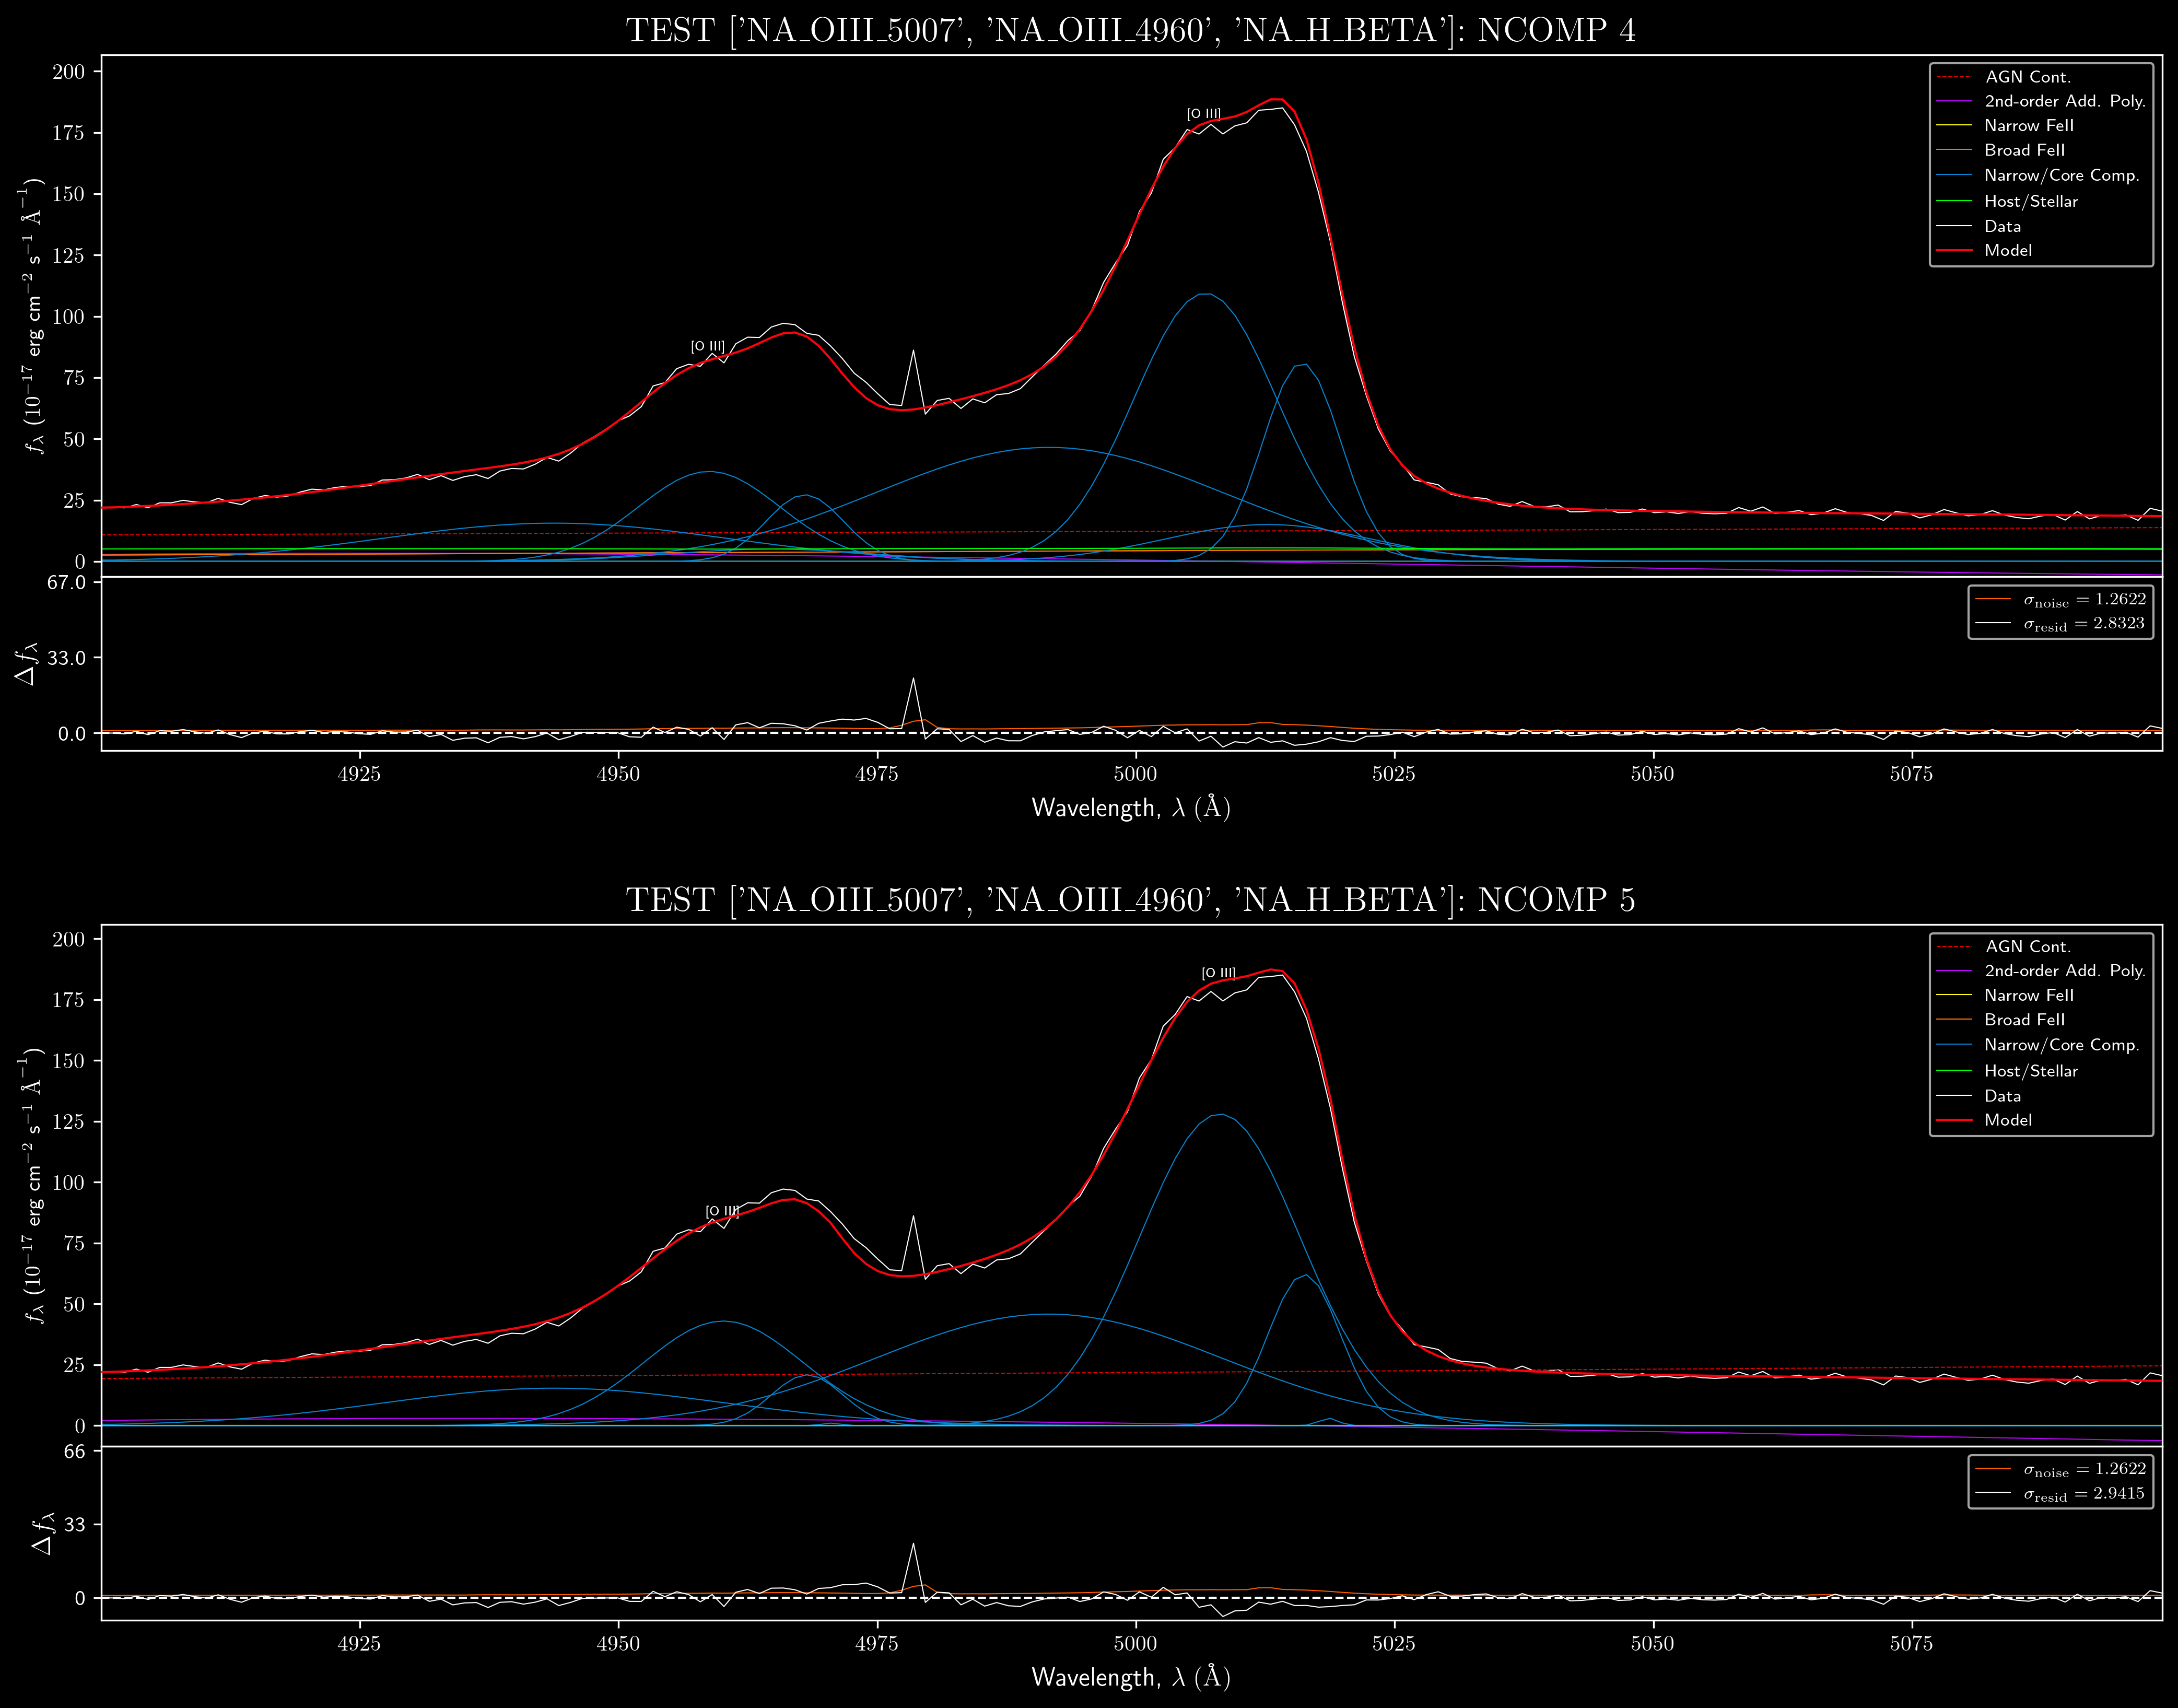 TEST ['NA_OIII_5007', 'NA_OIII_4960', 'NA_H_BETA']: NCOMP 4
200
175
150
125
100
75
50
25
0
fλ (10−17 erg cm−2 s−1 Å−1)
[O III]
[O III]
AGN Cont.
2nd-order Add. Poly.
Narrow FeII
Broad FeII
Narrow/Core Comp.
Host/Stellar
Data
Model
67.0
33.0
0.0
Δfλ
σnoise = 1.2622
σresid = 2.8323
4925 4950 4975 5000 5025 5050 5075
Wavelength, λ (Å)
TEST ['NA_OIII_5007', 'NA_OIII_4960', 'NA_H_BETA']: NCOMP 5
200
175
150
125
100
75
50
25
0
fλ (10−17 erg cm−2 s−1 Å−1)
[O III]
[O III]
AGN Cont.
2nd-order Add. Poly.
Narrow FeII
Broad FeII
Narrow/Core Comp.
Host/Stellar
Data
Model
66
33
0
Δfλ
σnoise = 1.2622
σresid = 2.9415
4925 4950 4975 5000 5025 5050 5075
Wavelength, λ (Å)